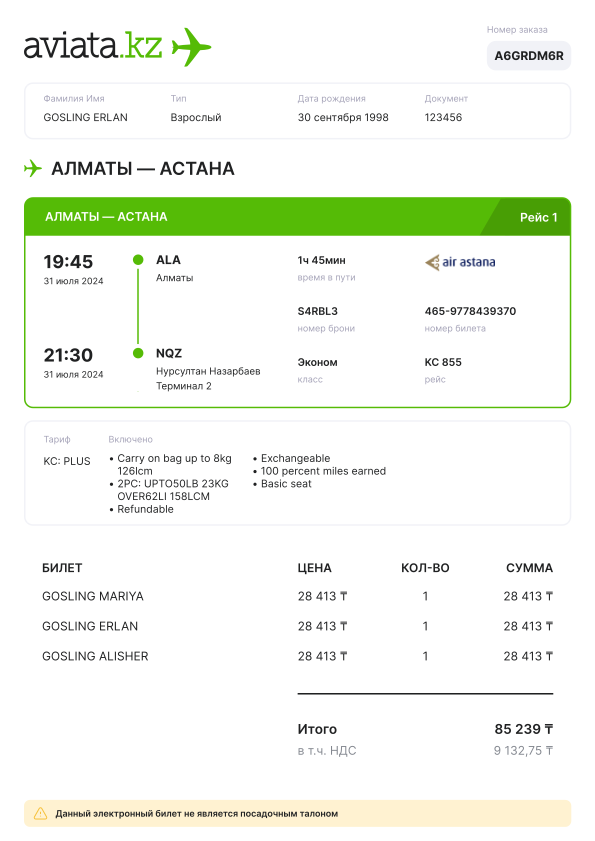 aviata.kz
Номер заказа
A6GRDM6R
Фамилия Имя
Тип
Дата рождения
Документ
GOSLING ERLAN
Взрослый
30 сентября 1998
123456
АЛМАТЫ — АСТАНА
АЛМАТЫ — АСТАНА
Рейс 1
19:45
31 июля 2024
ALA
Алматы
1ч 45мин
время в пути
air astana
S4RBL3
номер брони
465-9778439370
номер билета
21:30
31 июля 2024
NQZ
Нурсултан Назарбаев
Терминал 2
Эконом
класс
KC 855
рейс
Тариф
Включено
KC: PLUS
• Carry on bag up to 8kg
126lcm
• 2PC: UPTO50LB 23KG
OVER62LI 158LCM
• Refundable
• Exchangeable
• 100 percent miles earned
• Basic seat
БИЛЕТ ЦЕНА КОЛ-ВО СУММА
GOSLING MARIYA 28 413 ₸ 1 28 413 ₸
GOSLING ERLAN 28 413 ₸ 1 28 413 ₸
GOSLING ALISHER 28 413 ₸ 1 28 413 ₸
Итого 85 239 ₸
в т.ч. НДС 9 132,75 ₸
Данный электронный билет не является посадочным талоном